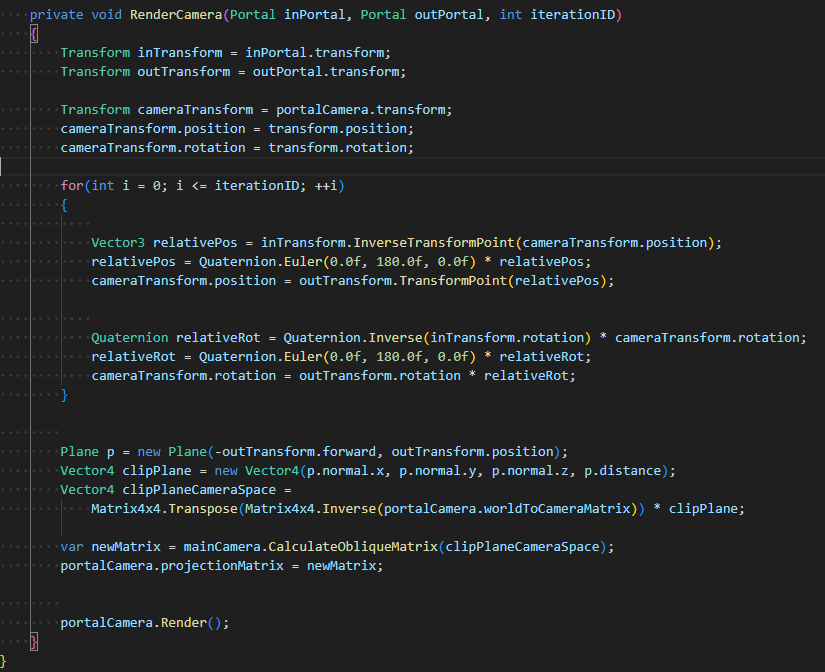 private void RenderCamera(Portal inPortal, Portal outPortal, int iterationID)
{
Transform inTransform = inPortal.transform;
Transform outTransform = outPortal.transform;
Transform cameraTransform = portalCamera.transform;
cameraTransform.position = transform.position;
cameraTransform.rotation = transform.rotation;
for(int i = 0; i <= iterationID; ++i)
{
Vector3 relativePos = inTransform.InverseTransformPoint(cameraTransform.position);
relativePos = Quaternion.Euler(0.0f, 180.0f, 0.0f) * relativePos;
cameraTransform.position = outTransform.TransformPoint(relativePos);
Quaternion relativeRot = Quaternion.Inverse(inTransform.rotation) * cameraTransform.rotation;
relativeRot = Quaternion.Euler(0.0f, 180.0f, 0.0f) * relativeRot;
cameraTransform.rotation = outTransform.rotation * relativeRot;
}
Plane p = new Plane(-outTransform.forward, outTransform.position);
Vector4 clipPlane = new Vector4(p.normal.x, p.normal.y, p.normal.z, p.distance);
Vector4 clipPlaneCameraSpace =
Matrix4x4.Transpose(Matrix4x4.Inverse(portalCamera.worldToCameraMatrix)) * clipPlane;
var newMatrix = mainCamera.CalculateObliqueMatrix(clipPlaneCameraSpace);
portalCamera.projectionMatrix = newMatrix;
portalCamera.Render();
}
}